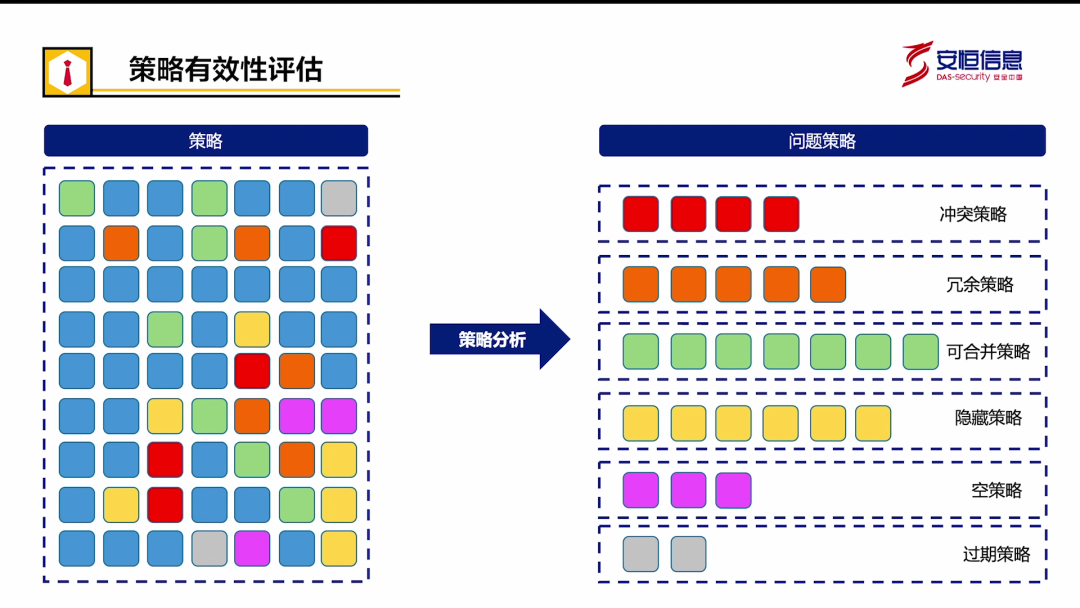 策略有效性评估
安恒信息
DAS-security 安全中国
策略
问题策略
冲突策略
冗余策略
策略分析
可合并策略
隐藏策略
空策略
过期策略